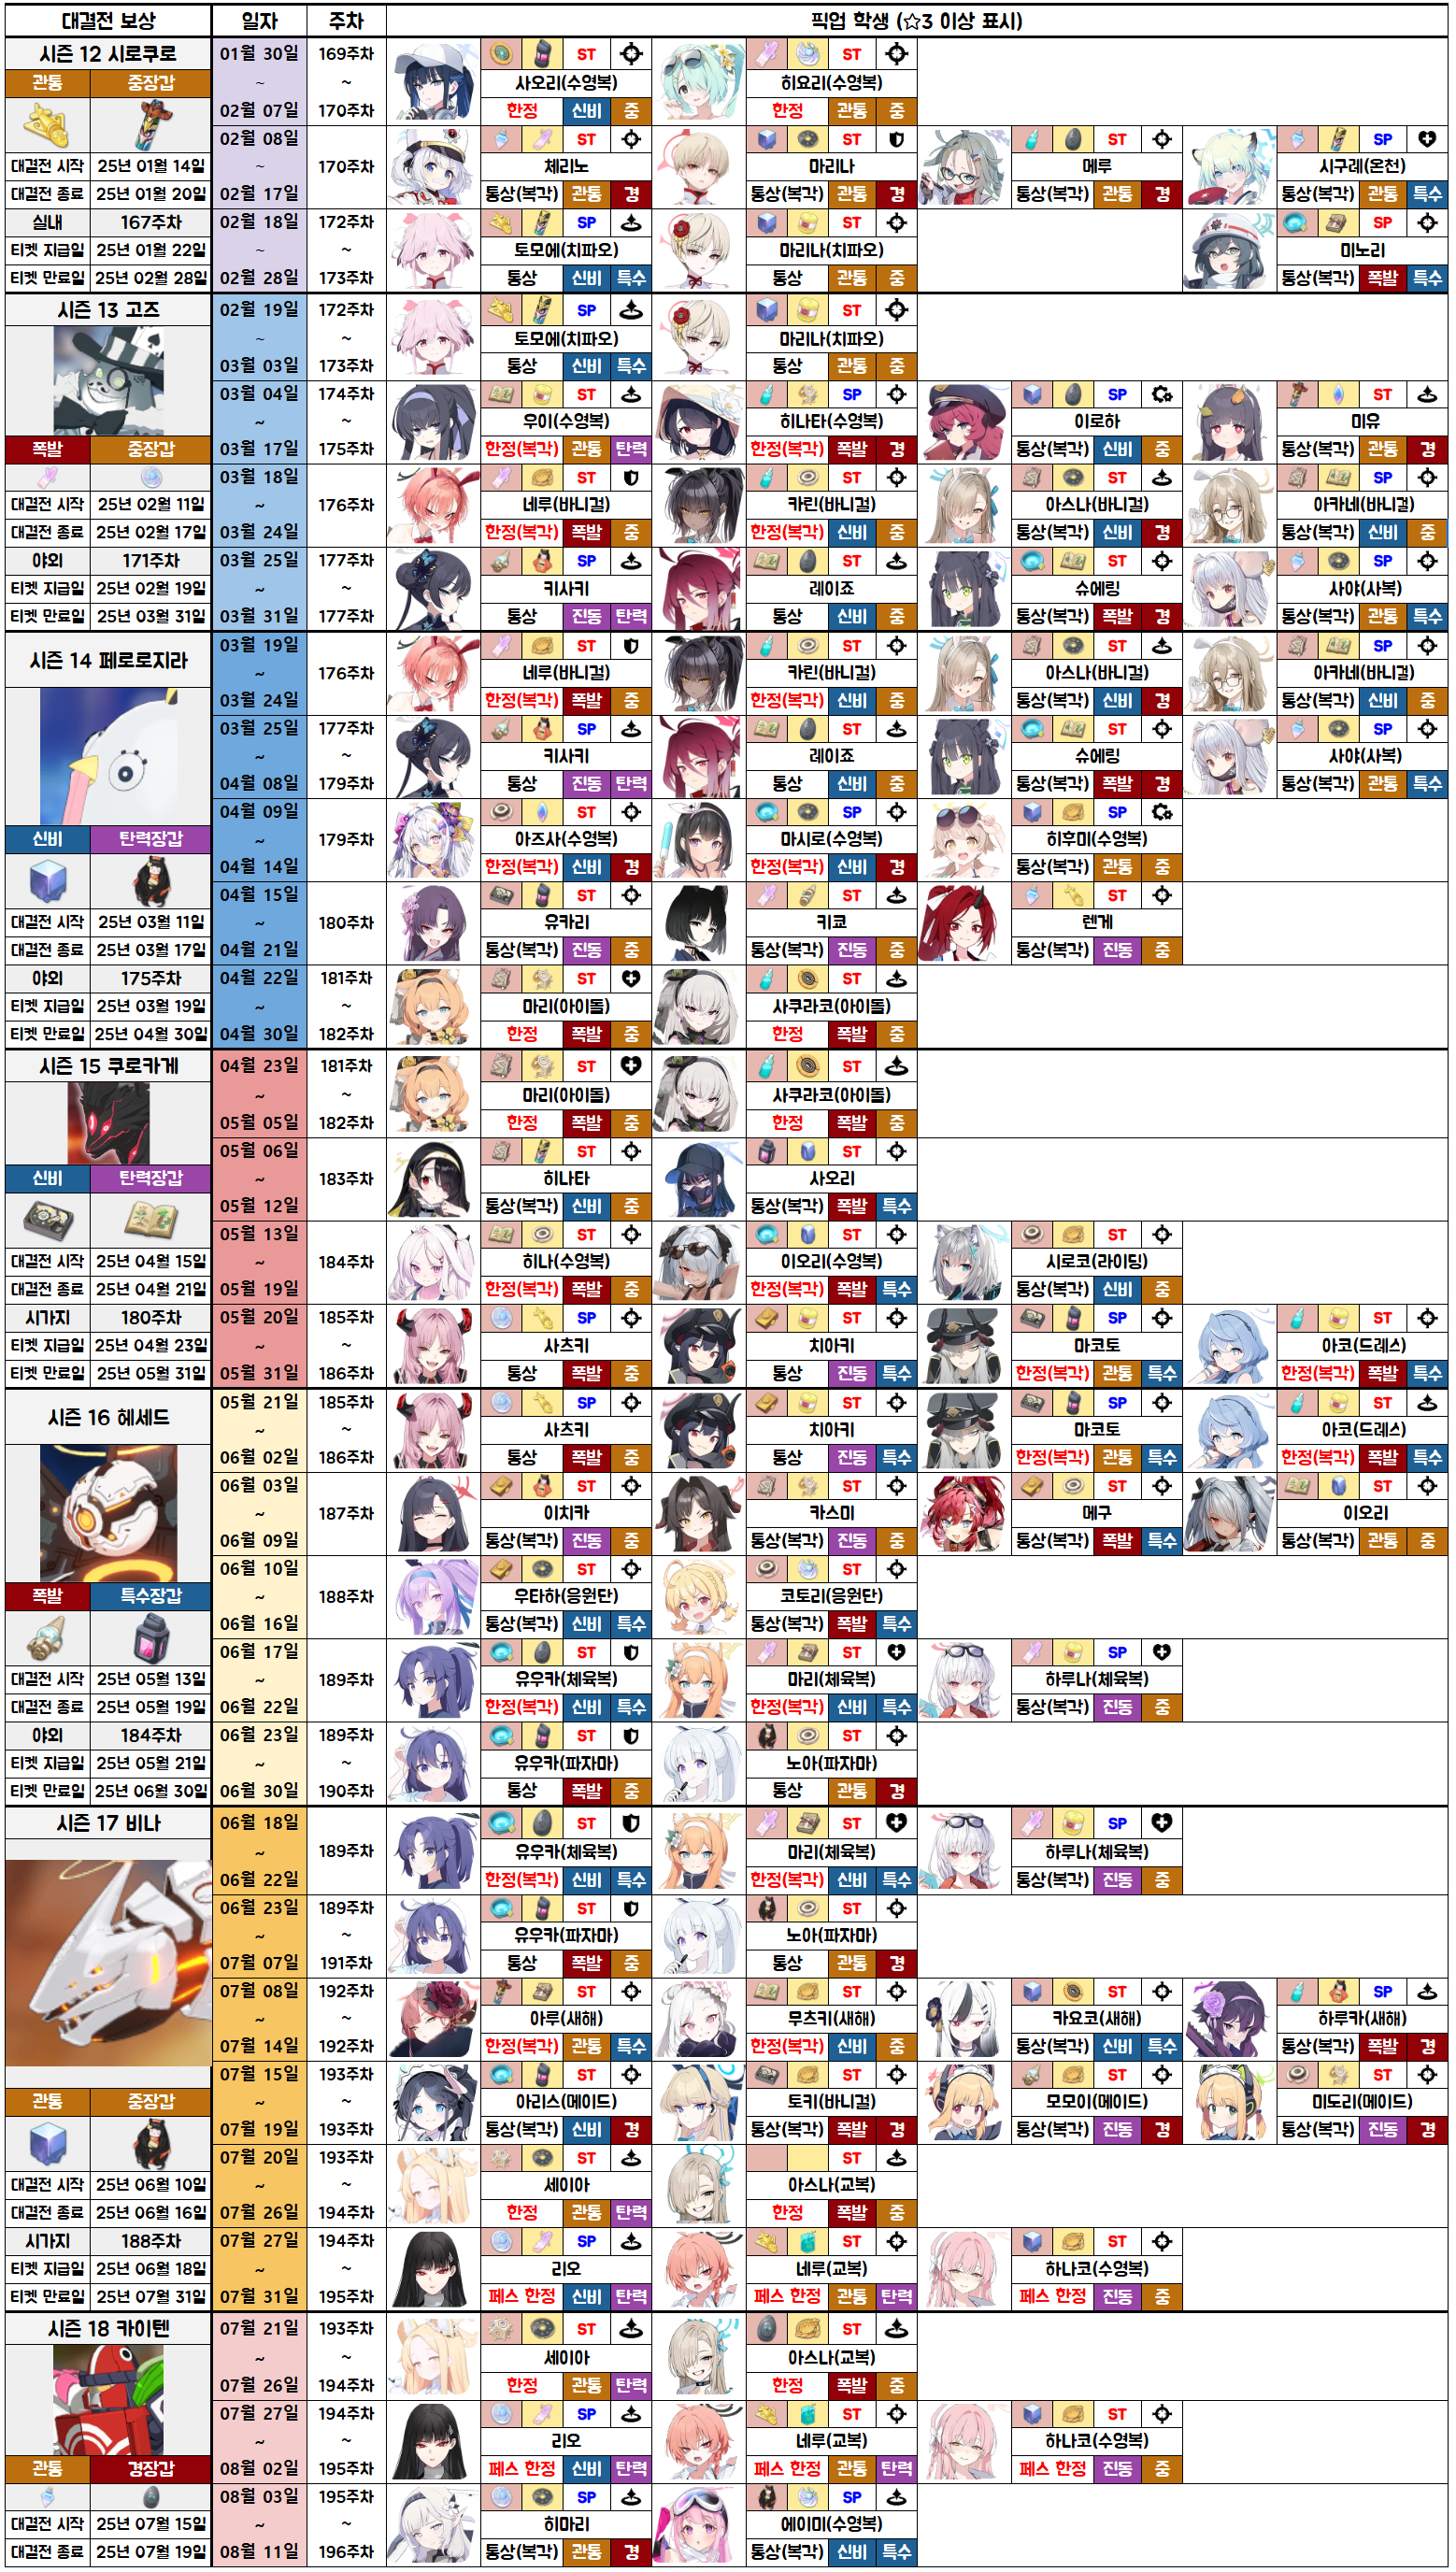 대결전 보상 일자 주차 픽업 학생 (☆3 이상 표시)
시즌 12 시로쿠로 01월 30일 169주차 ST ST
관통 중장갑 ~ ~ 사오리(수영복) 히요리(수영복)
02월 07일 170주차 한정 신비 중 한정 관통 중
02월 08일 ST ST ST SP
대결전 시작 25년 01월 14일 ~ 170주차 체리노 마리나 메루 시구레(온천)
대결전 종료 25년 01월 20일 02월 17일 통상(복각) 관통 경 통상(복각) 관통 경 통상(복각) 관통 경 통상(복각) 관통 특수
실내 167주차 02월 18일 172주차 SP ST SP
티켓 지급일 25년 01월 22일 ~ ~ 토모에(치파오) 마리나(치파오) 미노리
티켓 만료일 25년 02월 28일 02월 28일 173주차 통상 신비 특수 통상 관통 중 통상(복각) 폭발 특수
시즌 13 고즈 02월 19일 172주차 SP ST
~ ~ 토모에(치파오) 마리나(치파오)
03월 03일 173주차 통상 신비 특수 통상 관통 중
03월 04일 174주차 ST SP SP ST
~ ~ 우이(수영복) 히나타(수영복) 이로하 미유
폭발 중장갑 03월 17일 175주차 한정(복각) 관통 탄력 한정(복각) 폭발 경 통상(복각) 신비 중 통상(복각) 관통 경
03월 18일 ST ST ST SP
대결전 시작 25년 02월 11일 ~ 176주차 네루(바니걸) 카린(바니걸) 아스나(바니걸) 아카네(바니걸)
대결전 종료 25년 02월 17일 03월 24일 한정(복각) 폭발 중 한정(복각) 신비 중 통상(복각) 신비 경 통상(복각) 신비 중
야외 171주차 03월 25일 177주차 SP ST ST SP
티켓 지급일 25년 02월 19일 ~ ~ 키사키 레이죠 슈에링 사야(사복)
티켓 만료일 25년 03월 31일 03월 31일 177주차 통상 진동 탄력 통상 신비 중 통상(복각) 폭발 경 통상(복각) 관통 특수
시즌 14 페로로지라 03월 19일 ST ST ST SP
~ 176주차 네루(바니걸) 카린(바니걸) 아스나(바니걸) 아카네(바니걸)
03월 24일 한정(복각) 폭발 중 한정(복각) 신비 중 통상(복각) 신비 경 통상(복각) 신비 중
03월 25일 177주차 SP ST ST SP
~ ~ 키사키 레이죠 슈에링 사야(사복)
04월 08일 179주차 통상 진동 탄력 통상 신비 중 통상(복각) 폭발 경 통상(복각) 관통 특수
04월 09일 ST SP SP
신비 탄력장갑 ~ 179주차 아즈사(수영복) 마시로(수영복) 히후미(수영복)
04월 14일 한정(복각) 신비 경 한정(복각) 신비 경 통상(복각) 관통 중
04월 15일 ST ST ST
대결전 시작 25년 03월 11일 ~ 180주차 유카리 키쿄 렌게
대결전 종료 25년 03월 17일 04월 21일 통상(복각) 진동 중 통상(복각) 진동 중 통상(복각) 진동 중
야외 175주차 04월 22일 181주차 ST ST
티켓 지급일 25년 03월 19일 ~ ~ 마리(아이돌) 사쿠라코(아이돌)
티켓 만료일 25년 04월 30일 04월 30일 182주차 한정 폭발 중 한정 폭발 중
시즌 15 쿠로카게 04월 23일 181주차 ST ST
~ ~ 마리(아이돌) 사쿠라코(아이돌)
05월 05일 182주차 한정 폭발 중 한정 폭발 중
05월 06일 ST ST
신비 탄력장갑 ~ 183주차 히나타 사오리
05월 12일 통상(복각) 신비 중 통상(복각) 폭발 특수
05월 13일 ST ST ST
대결전 시작 25년 04월 15일 ~ 184주차 히나(수영복) 이오리(수영복) 시로코(라이딩)
대결전 종료 25년 04월 21일 05월 19일 한정(복각) 폭발 중 한정(복각) 폭발 특수 통상(복각) 신비 중
시가지 180주차 05월 20일 185주차 SP ST SP ST
티켓 지급일 25년 04월 23일 ~ ~ 사츠키 치아키 마코토 아코(드레스)
티켓 만료일 25년 05월 31일 05월 31일 186주차 통상 폭발 중 통상 진동 특수 한정(복각) 관통 특수 한정(복각) 폭발 특수
시즌 16 헤세드 05월 21일 185주차 SP ST SP ST
~ ~ 사츠키 치아키 마코토 아코(드레스)
06월 02일 186주차 통상 폭발 중 통상 진동 특수 한정(복각) 관통 특수 한정(복각) 폭발 특수
06월 03일 ST ST ST ST
~ 187주차 이치카 카스미 메구 이오리
06월 09일 통상(복각) 진동 중 통상(복각) 진동 중 통상(복각) 폭발 특수 통상(복각) 관통 중
06월 10일 ST ST
폭발 특수장갑 ~ 188주차 우타하(응원단) 코토리(응원단)
06월 16일 통상(복각) 신비 특수 통상(복각) 폭발 특수
06월 17일 ST ST SP
대결전 시작 25년 05월 13일 ~ 189주차 유우카(체육복) 마리(체육복) 하루나(체육복)
대결전 종료 25년 05월 19일 06월 22일 한정(복각) 신비 특수 한정(복각) 신비 특수 통상(복각) 진동 중
야외 184주차 06월 23일 189주차 ST ST
티켓 지급일 25년 05월 21일 ~ ~ 유우카(파자마) 노아(파자마)
티켓 만료일 25년 06월 30일 06월 30일 190주차 통상 폭발 중 통상 관통 경
시즌 17 비나 06월 18일 ST ST SP
~ 189주차 유우카(체육복) 마리(체육복) 하루나(체육복)
06월 22일 한정(복각) 신비 특수 한정(복각) 신비 특수 통상(복각) 진동 중
06월 23일 189주차 ST ST
~ ~ 유우카(파자마) 노아(파자마)
07월 07일 191주차 통상 폭발 중 통상 관통 경
07월 08일 192주차 ST ST ST SP
~ ~ 아루(새해) 무츠키(새해) 카요코(새해) 하루카(새해)
07월 14일 192주차 한정(복각) 관통 특수 한정(복각) 신비 중 통상(복각) 신비 특수 통상(복각) 폭발 경
07월 15일 193주차 ST ST ST ST
관통 중장갑 ~ ~ 아리스(메이드) 토키(바니걸) 모모이(메이드) 미도리(메이드)
07월 19일 193주차 통상(복각) 신비 경 통상(복각) 폭발 경 통상(복각) 진동 경 통상(복각) 진동 경
07월 20일 193주차 ST ST
대결전 시작 25년 06월 10일 ~ ~ 세이아 아스나(교복)
대결전 종료 25년 06월 16일 07월 26일 194주차 한정 관통 탄력 한정 폭발 중
시가지 188주차 07월 27일 194주차 SP ST ST
티켓 지급일 25년 06월 18일 ~ ~ 리오 네루(교복) 하나코(수영복)
티켓 만료일 25년 07월 31일 07월 31일 195주차 페스 한정 신비 탄력 페스 한정 관통 탄력 페스 한정 진동 중
시즌 18 카이텐 07월 21일 193주차 ST ST
~ ~ 세이아 아스나(교복)
07월 26일 194주차 한정 관통 탄력 한정 폭발 중
07월 27일 194주차 SP ST ST
~ ~ 리오 네루(교복) 하나코(수영복)
관통 경장갑 08월 02일 195주차 페스 한정 신비 탄력 페스 한정 관통 탄력 페스 한정 진동 중
08월 03일 195주차 SP SP
대결전 시작 25년 07월 15일 ~ ~ 히마리 에이미(수영복)
대결전 종료 25년 07월 19일 08월 11일 196주차 통상(복각) 관통 경 통상(복각) 신비 특수